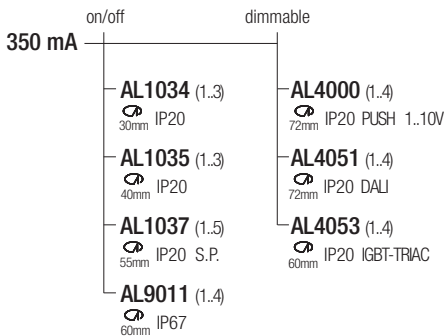 on/off
dimmable
350 mA
AL1034 (1..3)
30mm IP20
AL1035 (1..3)
40mm IP20
AL1037 (1..5)
55mm IP20 S.P.
AL9011 (1..4)
60mm IP67
AL4000 (1..4)
72mm IP20 PUSH 1..10V
AL4051 (1..4)
72mm IP20 DALI
AL4053 (1..4)
60mm IP20 IGBT-TRIAC